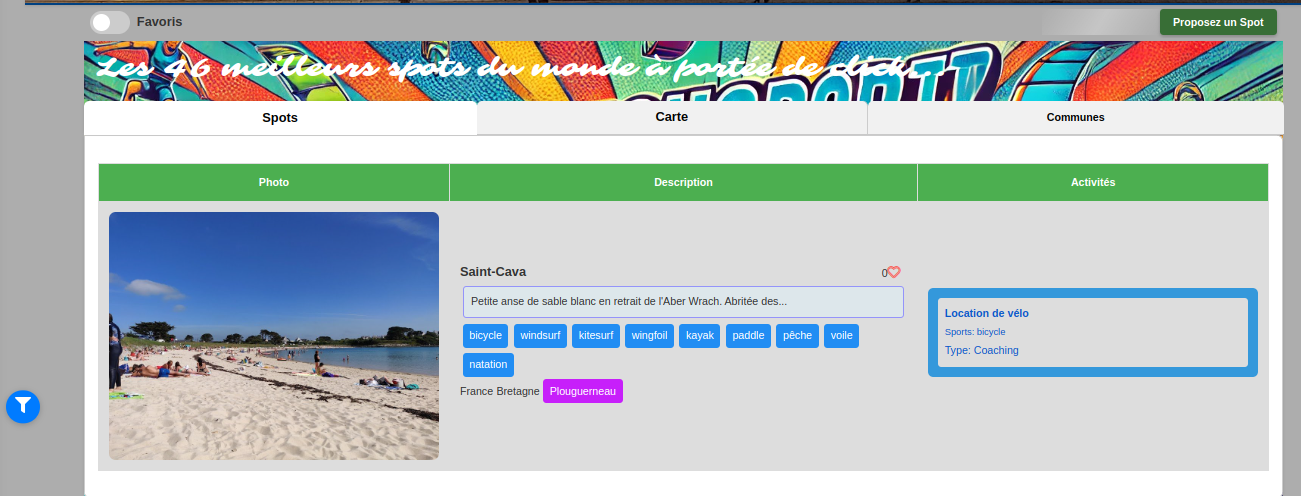 Favoris
Proposez un Spot
Les 46 meilleurs spots du monde à portée de click...
Spots
Carte
Communes
Photo
Description
Activités
Saint-Cava
0
Petite anse de sable blanc en retrait de l'Aber Wrach. Abritée des...
bicycle windsurf kitesurf wingfoil kayak paddle pêche voile
natation
France Bretagne Plouguerneau
Location de vélo
Sports: bicycle
Type: Coaching